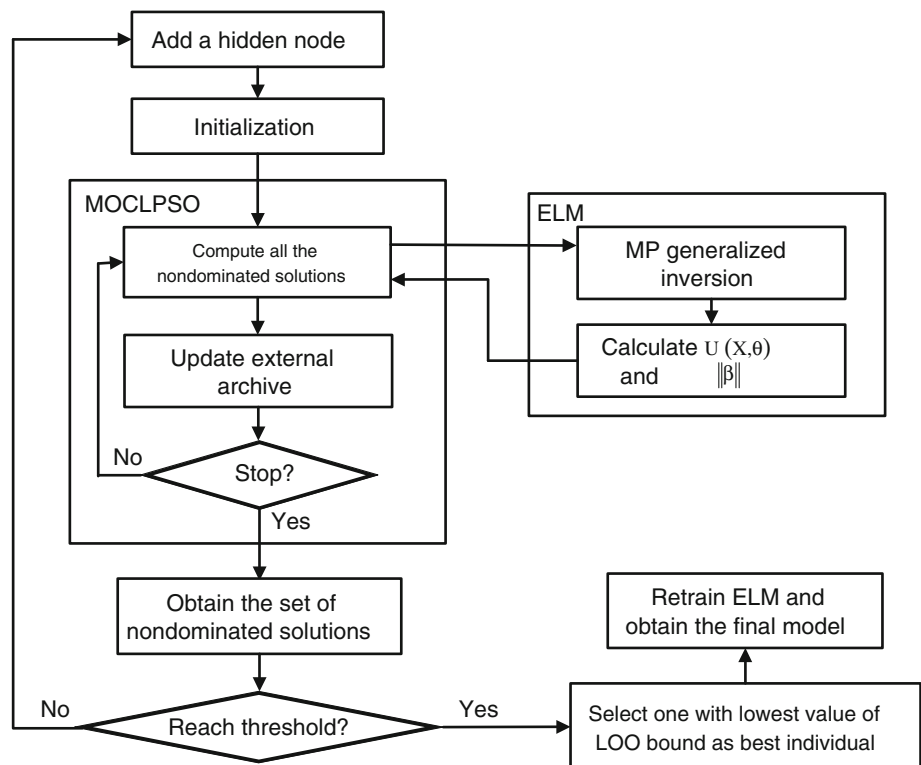 Add a hidden node
Initialization
MOCLPSO
Compute all the
nondominated solutions
Update external
archive
No
Stop?
Yes
ELM
MP generalized
inversion
Calculate U (X,θ)
and ‖β‖
Obtain the set of
nondominated solutions
No
Reach threshold?
Yes
Select one with lowest value of
LOO bound as best individual
Retrain ELM and
obtain the final model